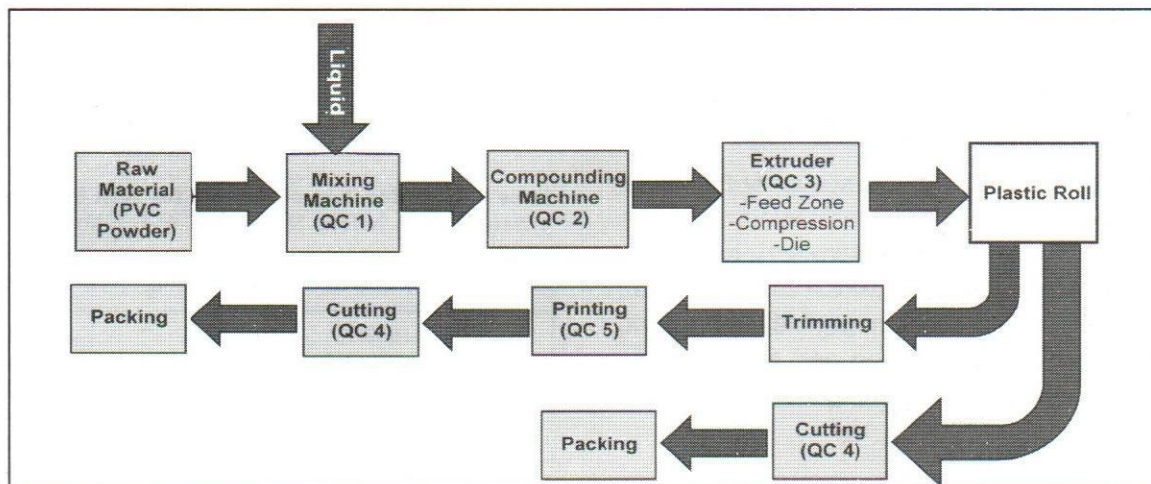 Liquid
Raw
Material
(PVC
Powder)
Mixing
Machine
(QC 1)
Compounding
Machine
(QC 2)
Extruder
(QC 3)
-Feed Zone
-Compression
-Die
Plastic Roll
Packing
Cutting
(QC 4)
Printing
(QC 5)
Trimming
Packing
Cutting
(QC 4)